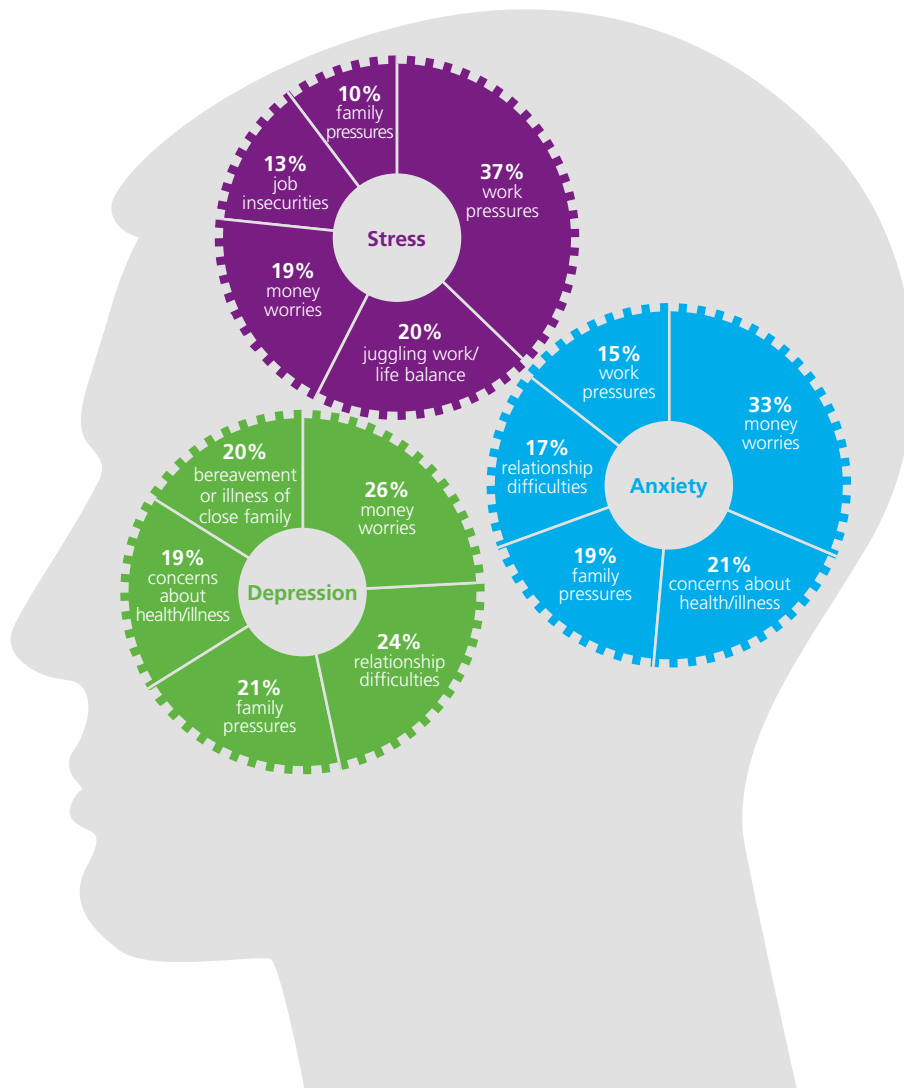 10%
family
pressures
37%
work
pressures
13%
job
insecurities
Stress
19%
money
worries
20%
juggling work/
life balance
15%
work
pressures
33%
money
worries
17%
relationship
difficulties
Anxiety
19%
family
pressures
21%
concerns about
health/illness
20%
bereavement
or illness of
close family
26%
money
worries
19%
concerns
about
health/illness
Depression
24%
relationship
difficulties
21%
family
pressures